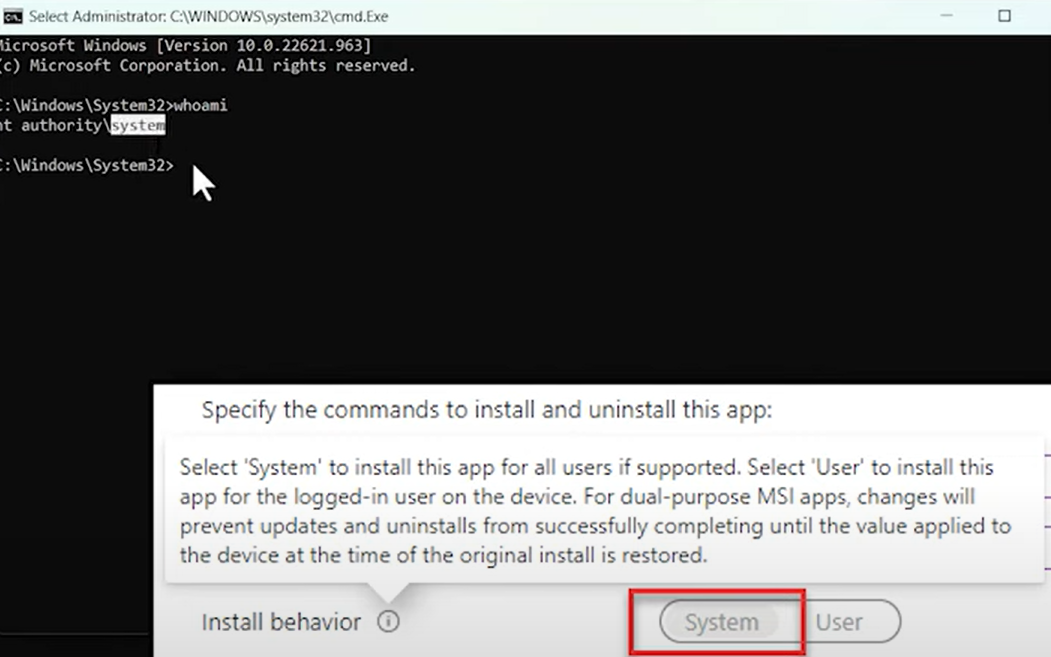 Select Administrator: C:\WINDOWS\system32\cmd.Exe
Microsoft Windows [Version 10.0.22621.963]
(c) Microsoft Corporation. All rights reserved.
C:\Windows\System32>whoami
nt authority\system
C:\Windows\System32>
Specify the commands to install and uninstall this app:
Select 'System' to install this app for all users if supported. Select 'User' to install this
app for the logged-in user on the device. For dual-purpose MSI apps, changes will
prevent updates and uninstalls from successfully completing until the value applied to
the device at the time of the original install is restored.
Install behavior System User